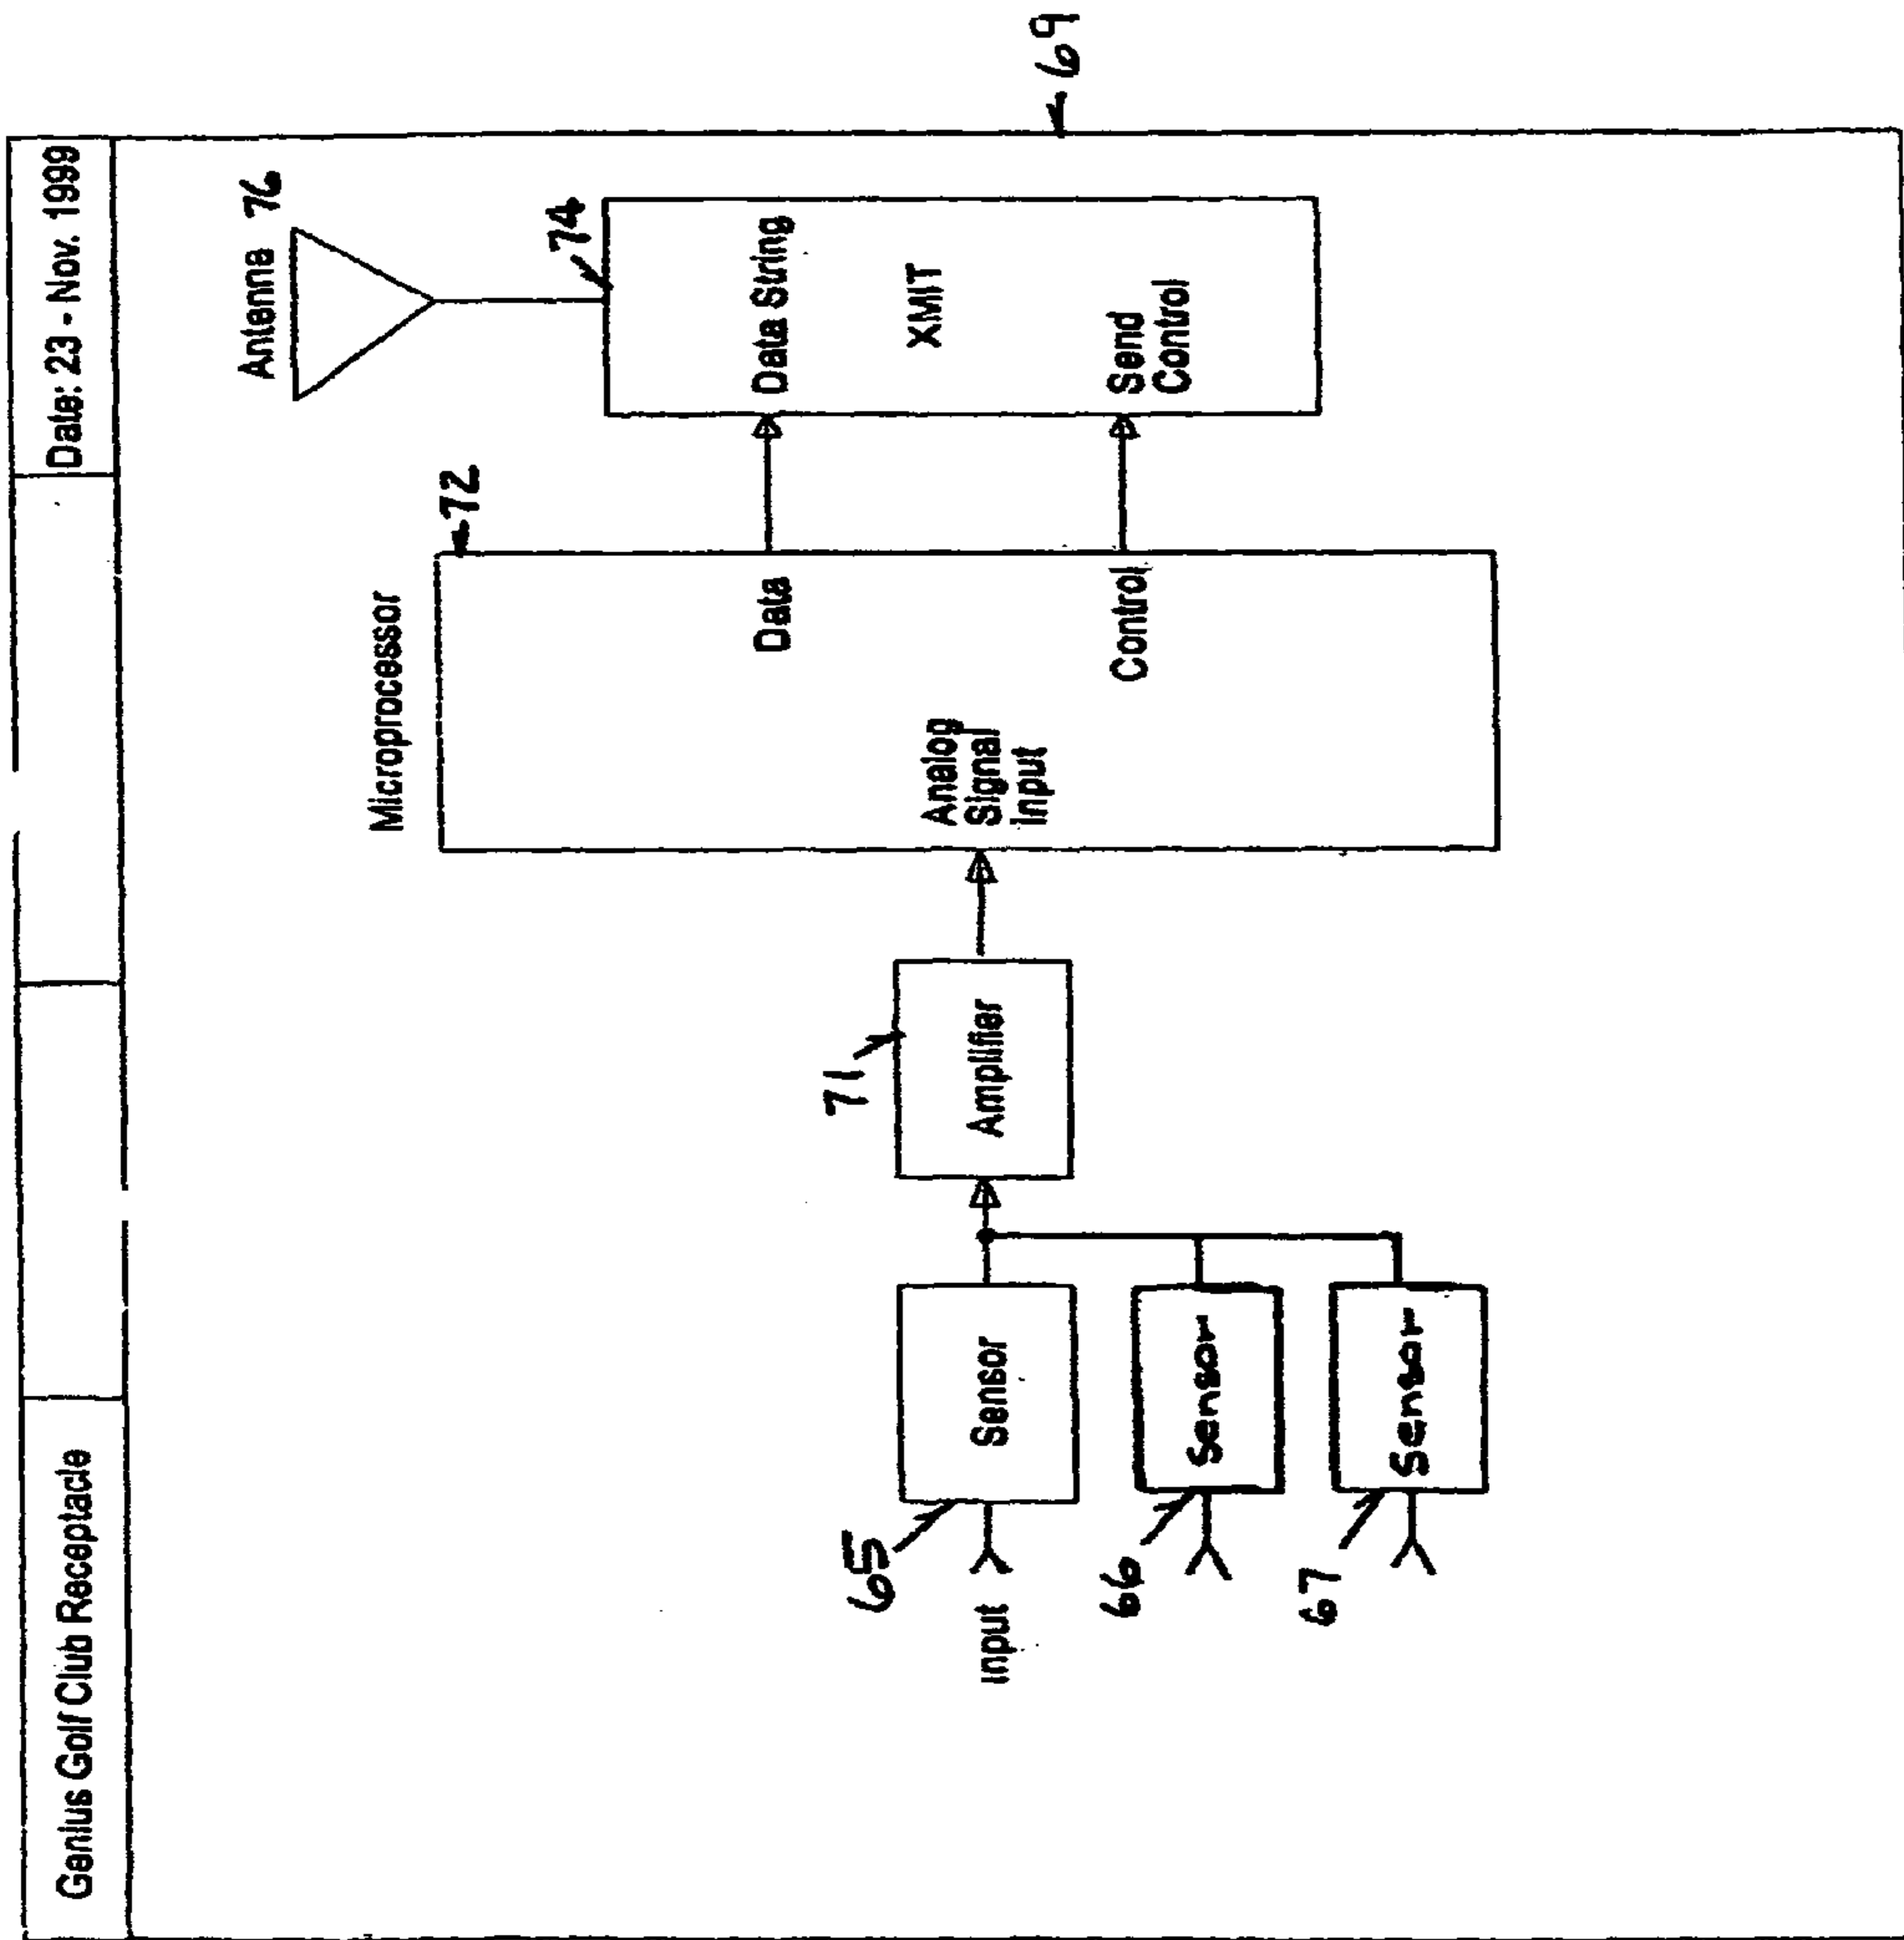 Genius Golf Club Receptacle
Date: 23 - Nov. 1999
Antenna 76
Microprocessor
72
74
Data
Data String
XMIT
71
Amplifier
Analog
Signal
Input
Control
Send
Control
69
65
Input
Sensor
66
Sensor
67
Sensor